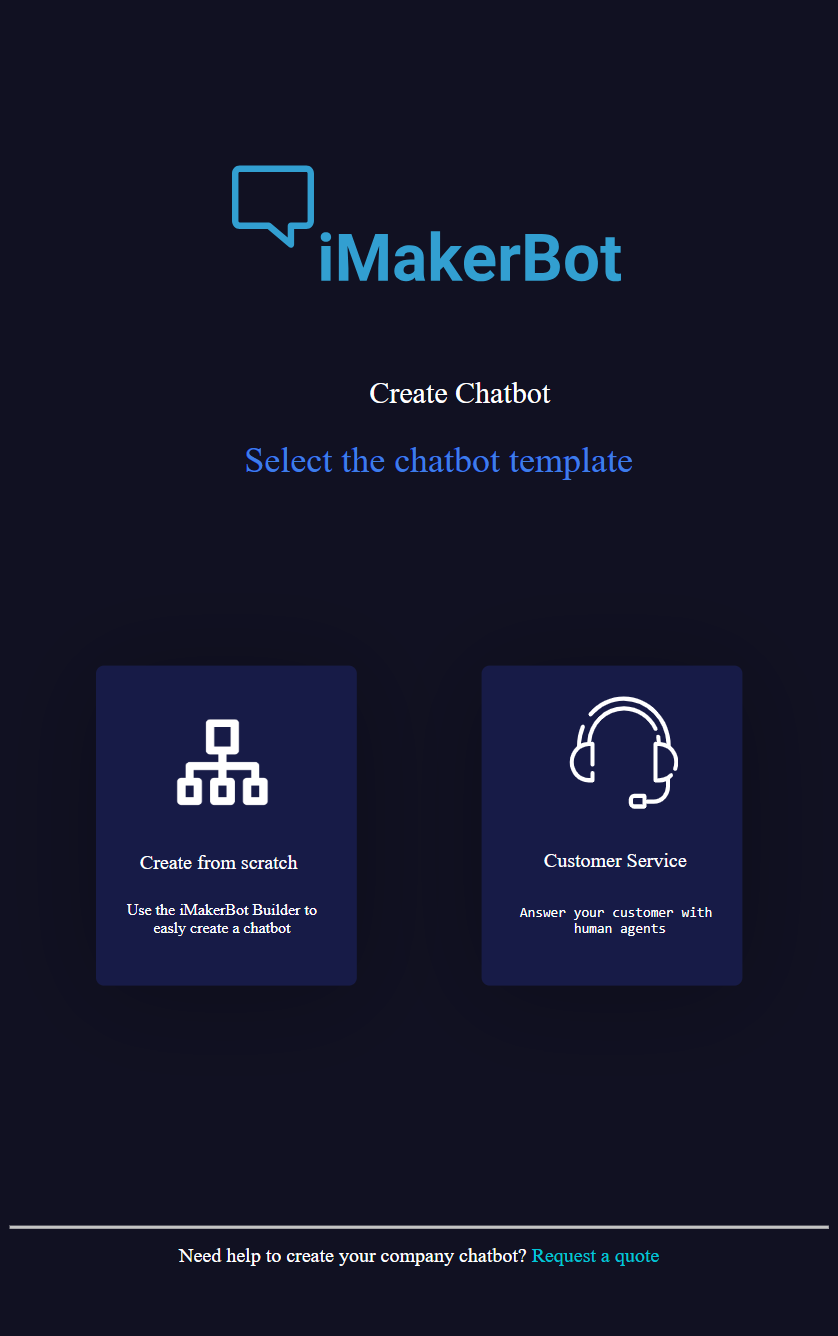 iMakerBot
Create Chatbot
Select the chatbot template
Create from scratch
Use the iMakerBot Builder to
easly create a chatbot
Customer Service
Answer your customer with
human agents
Need help to create your company chatbot? Request a quote